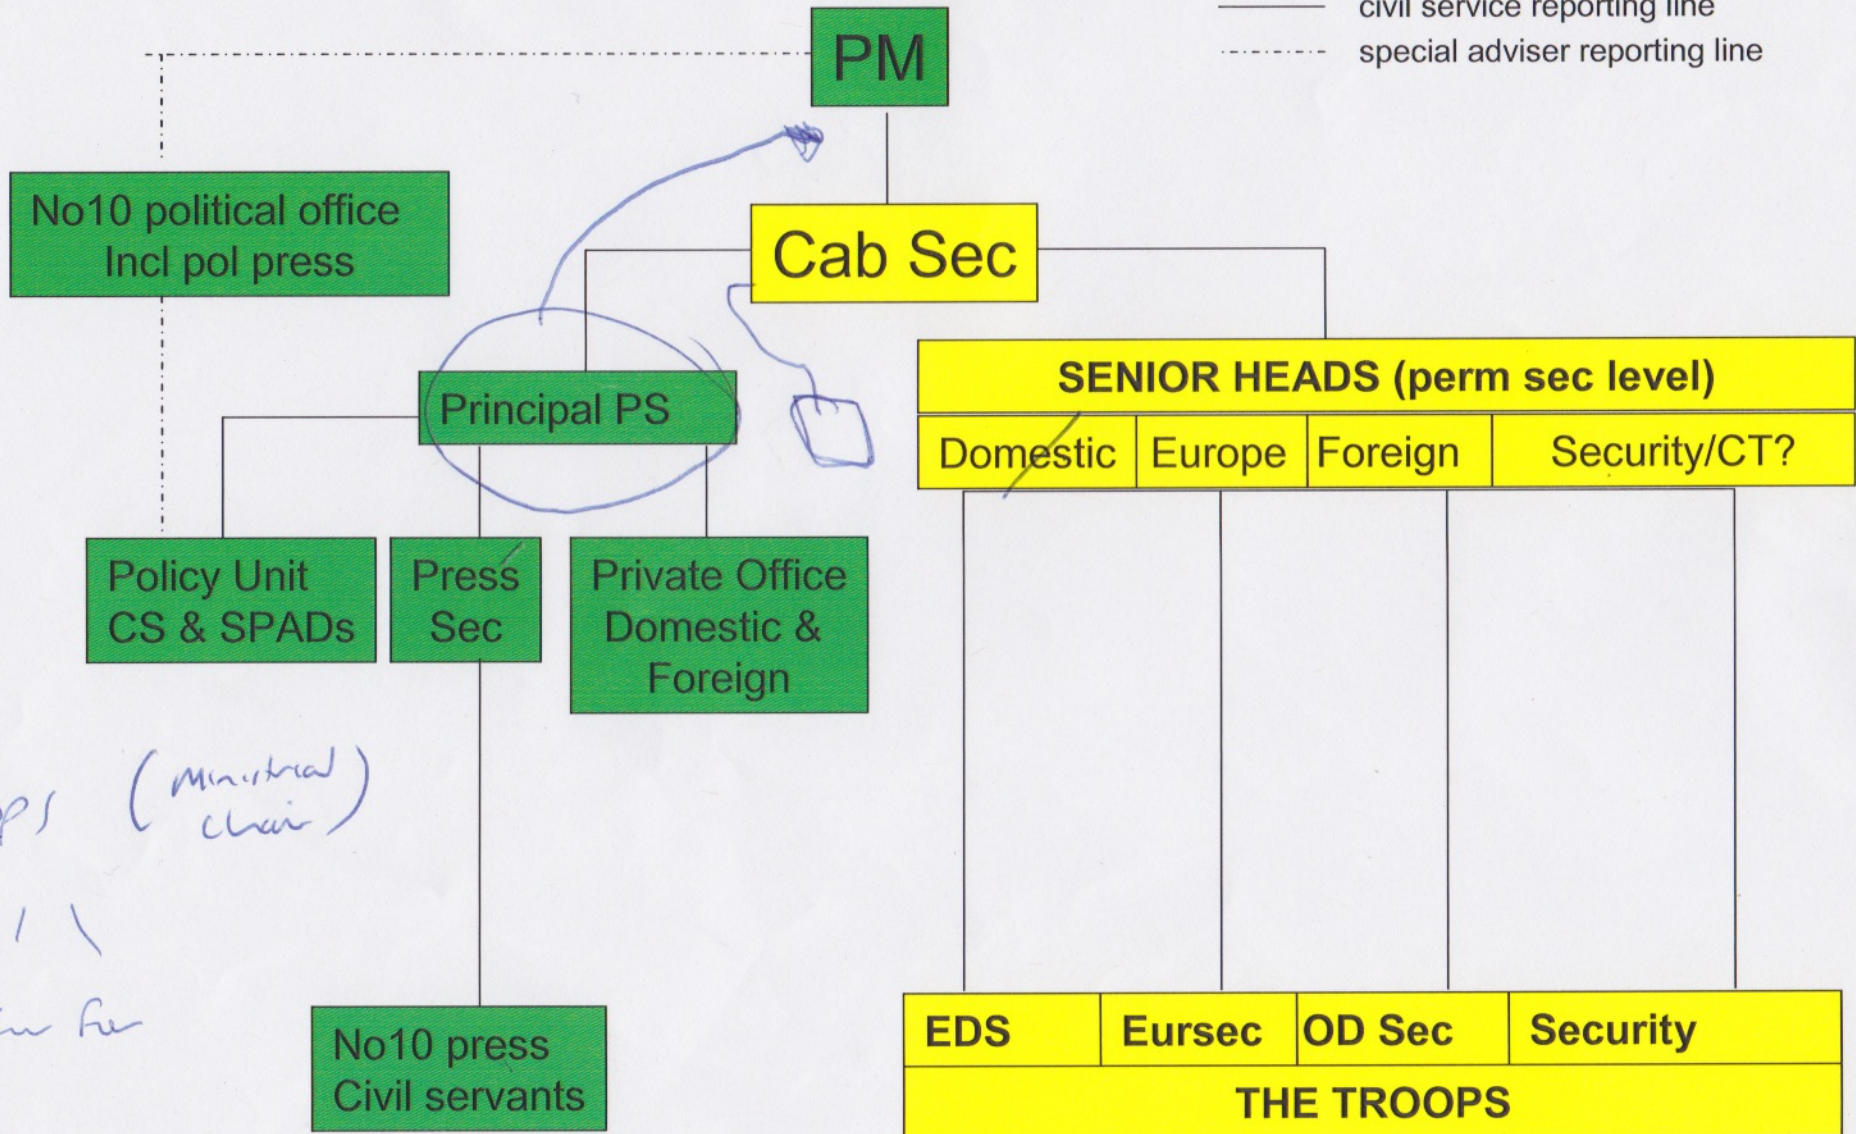 civil service reporting line
special adviser reporting line
PM
No10 political office
Incl pol press
Cab Sec
SENIOR HEADS (perm sec level)
Domestic
Europe
Foreign
Security/CT?
Principal PS
Policy Unit
CS & SPADs
Press
Sec
Private Office
Domestic &
Foreign
(Ministerial
chair)
No10 press
Civil servants
EDS
Eursec
OD Sec
Security
THE TROOPS